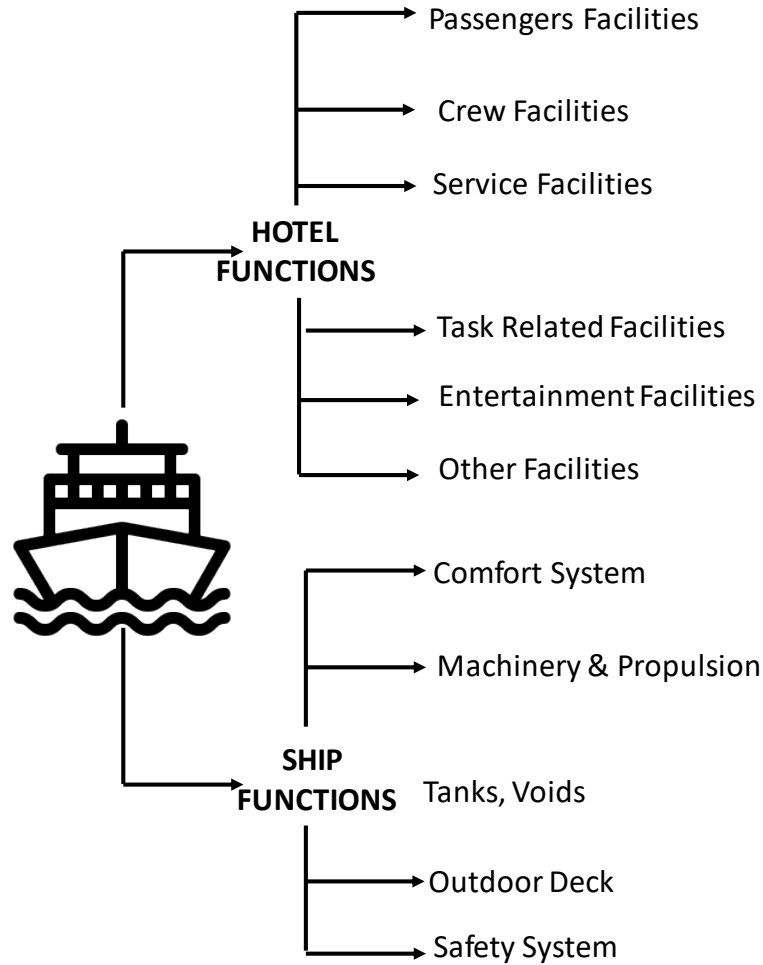 Passengers Facilities
Crew Facilities
Service Facilities
HOTEL
FUNCTIONS
Task Related Facilities
Entertainment Facilities
Other Facilities
Comfort System
Machinery & Propulsion
SHIP
FUNCTIONS
Tanks, Voids
Outdoor Deck
Safety System